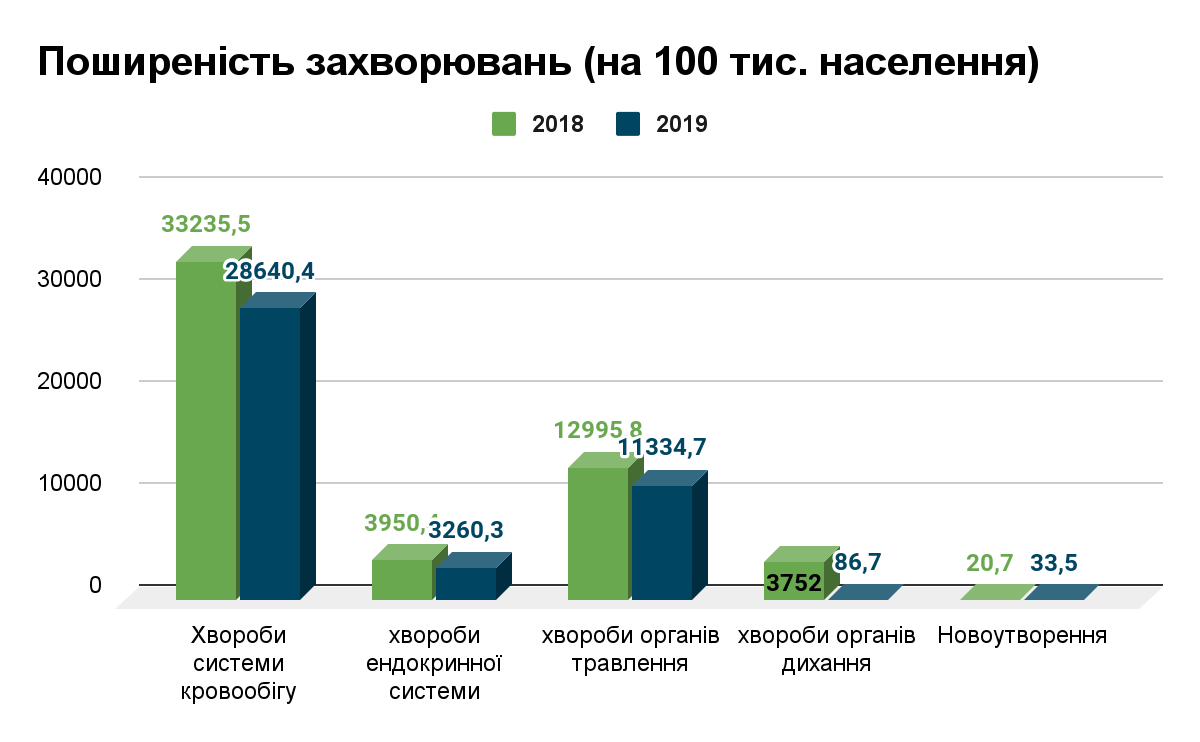 Поширеність захворювань (на 100 тис. населення)
2018 2019
40000
30000
20000
10000
0
33235,5
28640,4
3260,3
12995,8
11334,7
3752
86,7
20,7
33,5
Хвороби
системи
кровообігу
хвороби
ендокринної
системи
хвороби органів
травлення
хвороби органів
дихання
Новоутворення